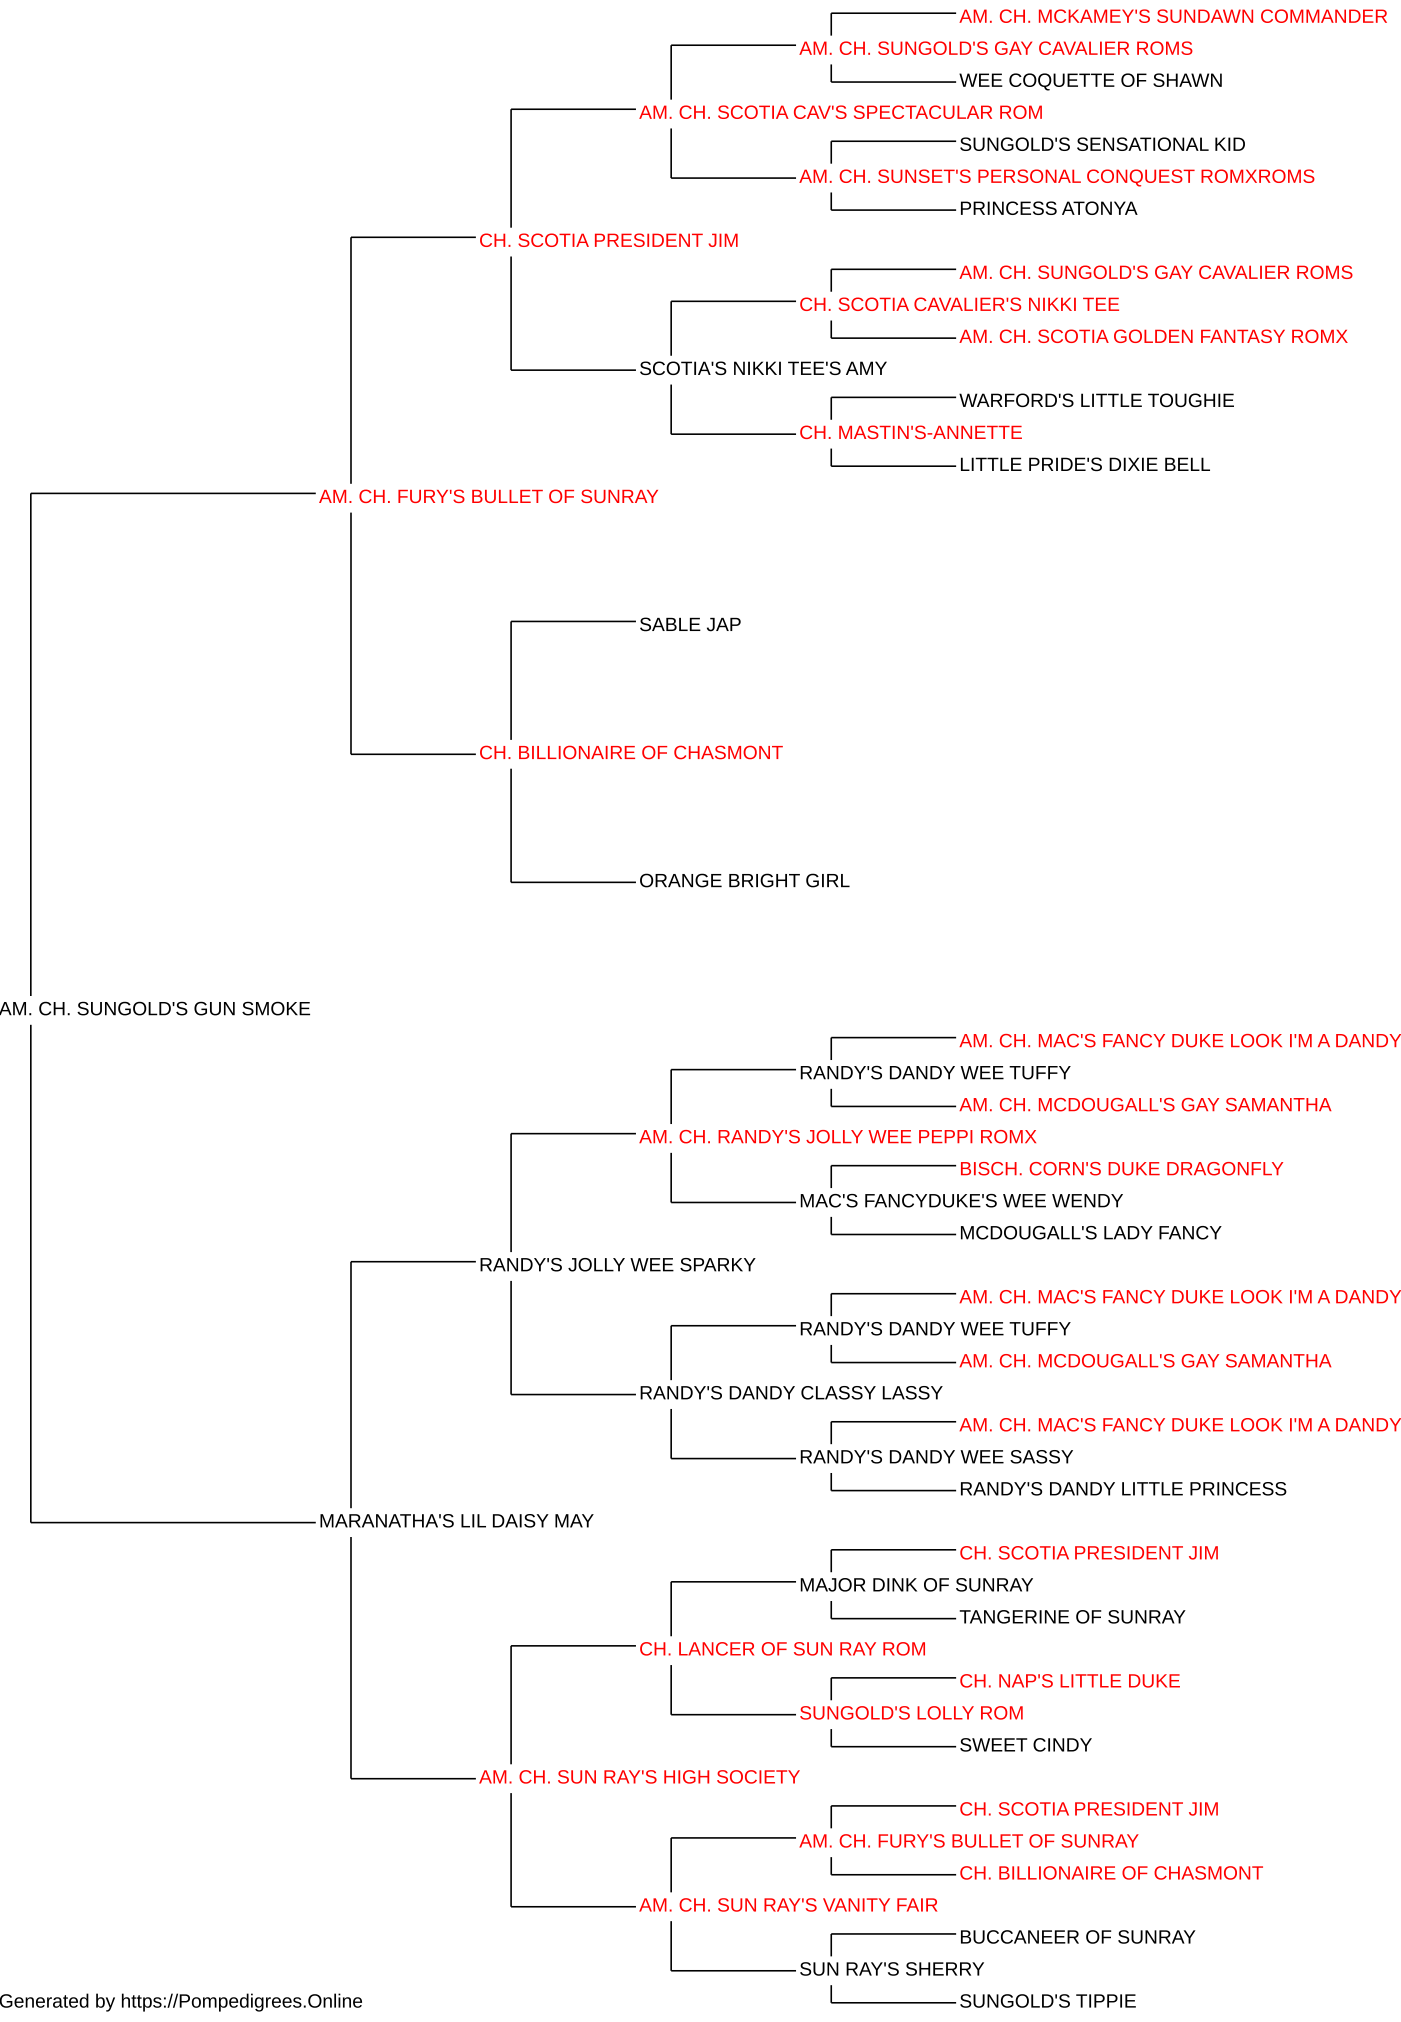 AM. CH. MCKAMEY'S SUNDAWN COMMANDER
AM. CH. SUNGOLD'S GAY CAVALIER ROMS
WEE COQUETTE OF SHAWN
AM. CH. SCOTIA CAV'S SPECTACULAR ROM
SUNGOLD'S SENSATIONAL KID
AM. CH. SUNSET'S PERSONAL CONQUEST ROMXROMS
PRINCESS ATONYA
CH. SCOTIA PRESIDENT JIM
AM. CH. SUNGOLD'S GAY CAVALIER ROMS
CH. SCOTIA CAVALIER'S NIKKI TEE
AM. CH. SCOTIA GOLDEN FANTASY ROMX
SCOTIA'S NIKKI TEE'S AMY
WARFORD'S LITTLE TOUGHIE
CH. MASTIN'S-ANNETTE
LITTLE PRIDE'S DIXIE BELL
AM. CH. FURY'S BULLET OF SUNRAY
SABLE JAP
CH. BILLIONAIRE OF CHASMONT
ORANGE BRIGHT GIRL
AM. CH. SUNGOLD'S GUN SMOKE
AM. CH. MAC'S FANCY DUKE LOOK I'M A DANDY
RANDY'S DANDY WEE TUFFY
AM. CH. MCDOUGALL'S GAY SAMANTHA
AM. CH. RANDY'S JOLLY WEE PEPPI ROMX
BISCH. CORN'S DUKE DRAGONFLY
MAC'S FANCYDUKE'S WEE WENDY
MCDOUGALL'S LADY FANCY
RANDY'S JOLLY WEE SPARKY
AM. CH. MAC'S FANCY DUKE LOOK I'M A DANDY
RANDY'S DANDY WEE TUFFY
AM. CH. MCDOUGALL'S GAY SAMANTHA
RANDY'S DANDY CLASSY LASSY
AM. CH. MAC'S FANCY DUKE LOOK I'M A DANDY
RANDY'S DANDY WEE SASSY
RANDY'S DANDY LITTLE PRINCESS
MARANATHA'S LIL DAISY MAY
CH. SCOTIA PRESIDENT JIM
MAJOR DINK OF SUNRAY
TANGERINE OF SUNRAY
CH. LANCER OF SUN RAY ROM
CH. NAP'S LITTLE DUKE
SUNGOLD'S LOLLY ROM
SWEET CINDY
AM. CH. SUN RAY'S HIGH SOCIETY
CH. SCOTIA PRESIDENT JIM
AM. CH. FURY'S BULLET OF SUNRAY
CH. BILLIONAIRE OF CHASMONT
AM. CH. SUN RAY'S VANITY FAIR
BUCCANEER OF SUNRAY
SUN RAY'S SHERRY
SUNGOLD'S TIPPIE
Generated by https://Pompedigrees.Online